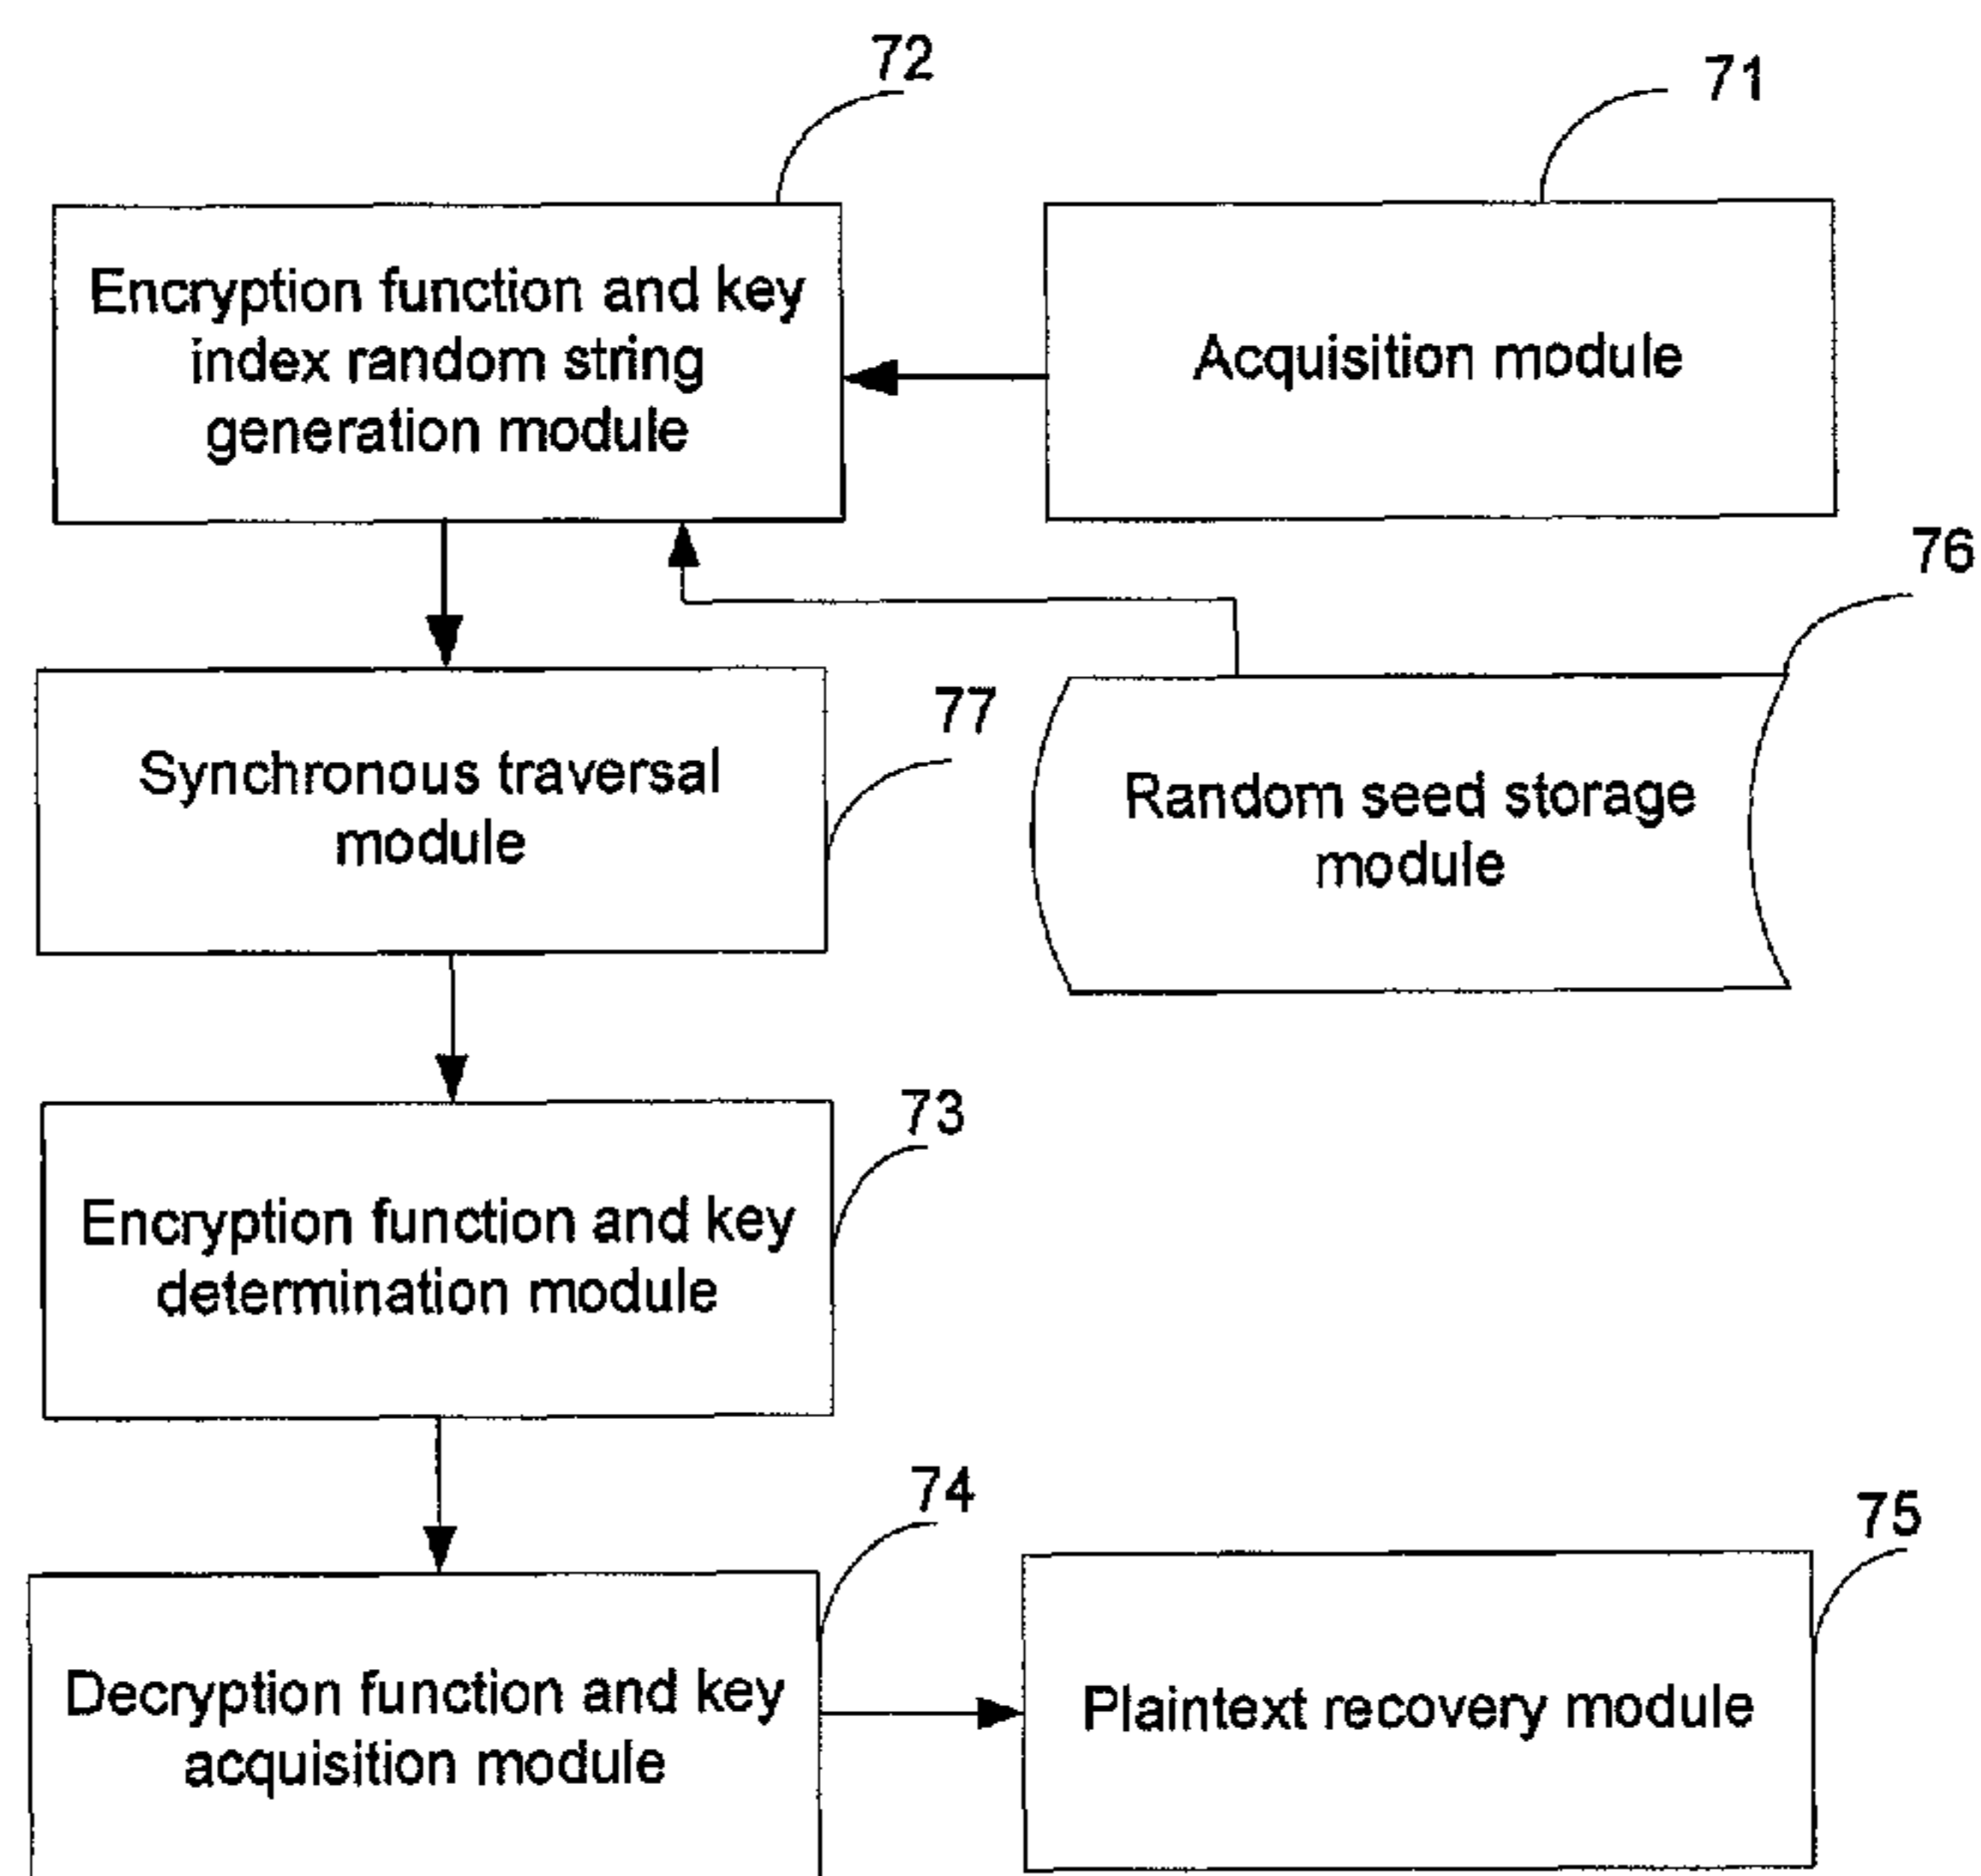 72
71
Encryption function and key
index random string
generation module
Acquisition module
76
77
Synchronous traversal
module
Random seed storage
module
73
Encryption function and key
determination module
74
75
Decryption function and key
acquisition module
Plaintext recovery module